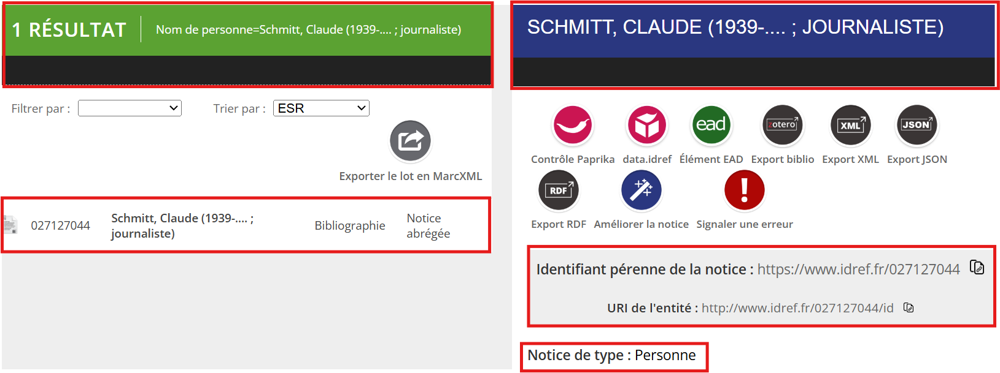 1 RÉSULTAT
Nom de personne=Schmitt, Claude (1939-.... ; journaliste)
Filtrer par :
Trier par : ESR
Exporter le lot en MarcXML
027127044
Schmitt, Claude (1939-.... ;
journaliste)
Bibliographie
Notice
abrégée
SCHMITT, CLAUDE (1939-.... ; JOURNALISTE)
ead
zotero
XML
JSON
Contrôle Paprika data.idref Élément EAD Export biblio Export XML Export JSON
RDF
!
Export RDF Améliorer la notice Signaler une erreur
Identifiant pérenne de la notice : https://www.idref.fr/027127044
URI de l'entité : http://www.idref.fr/027127044/id
Notice de type : Personne